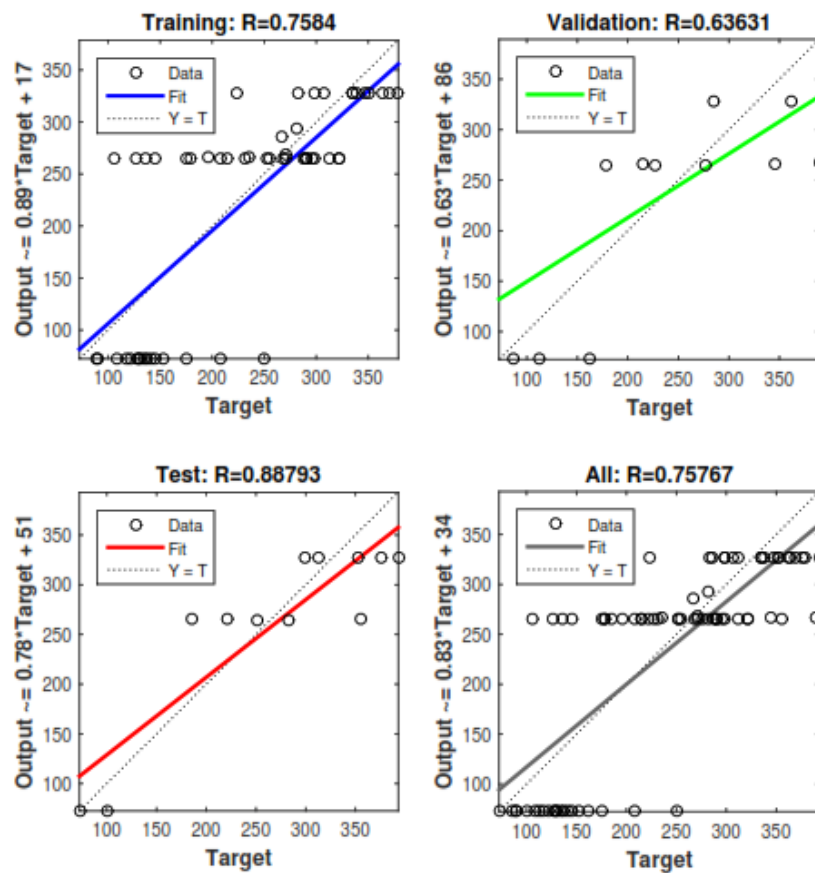 Training: R=0.7584
Output ~= 0.89*Target + 17
350
300
250
200
150
100
Data
Fit
Y = T
100 150 200 250 300 350
Target
Validation: R=0.63631
Output ~= 0.63*Target + 86
350
300
250
200
150
100
Data
Fit
Y = T
100 150 200 250 300 350
Target
Test: R=0.88793
Output ~= 0.78*Target + 51
350
300
250
200
150
100
Data
Fit
Y = T
100 150 200 250 300 350
Target
All: R=0.75767
Output ~= 0.83*Target + 34
350
300
250
200
150
100
Data
Fit
Y = T
100 150 200 250 300 350
Target